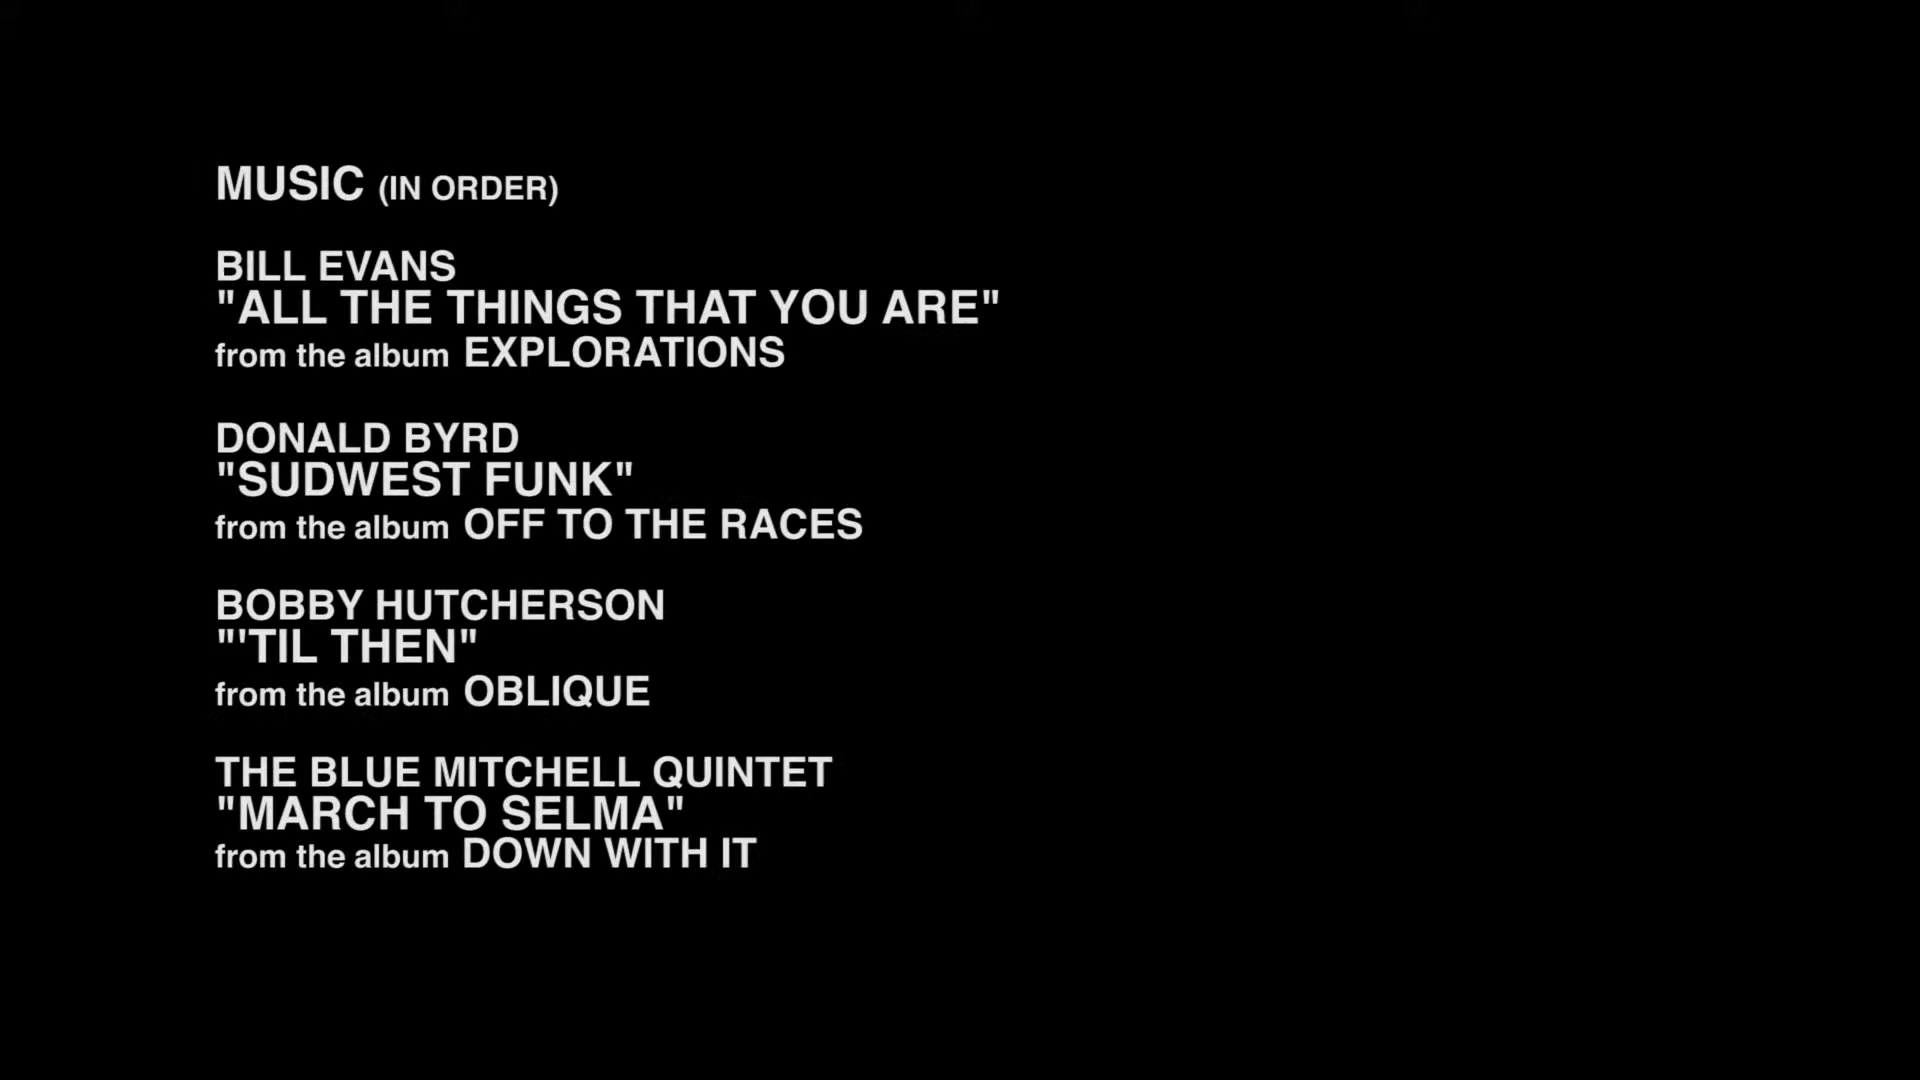 MUSIC (IN ORDER)
BILL EVANS
"ALL THE THINGS THAT YOU ARE"
from the album EXPLORATIONS
DONALD BYRD
"SUDWEST FUNK"
from the album OFF TO THE RACES
BOBBY HUTCHERSON
"'TIL THEN"
from the album OBLIQUE
THE BLUE MITCHELL QUINTET
"MARCH TO SELMA"
from the album DOWN WITH IT